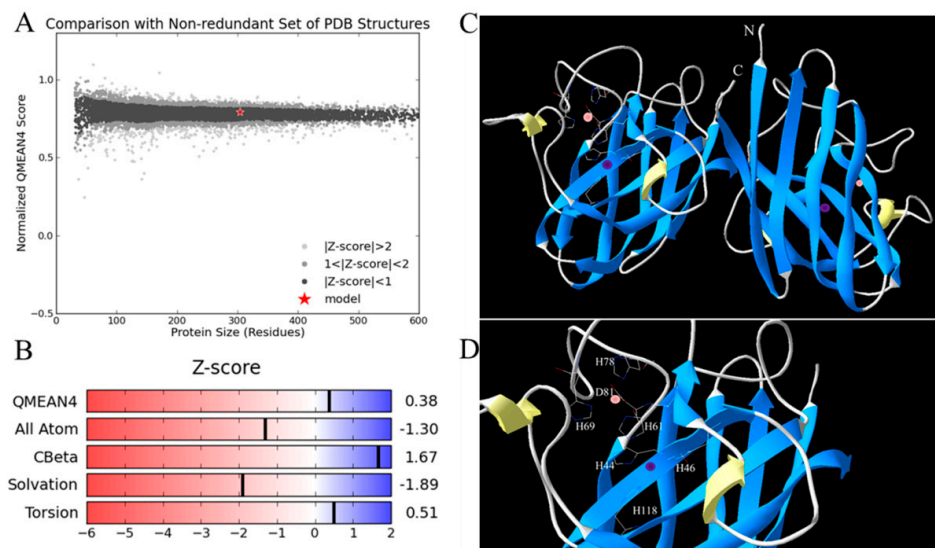 A
Comparison with Non-redundant Set of PDB Structures
Normalized QMEAN4 Score
1.0
0.5
0.0
−0.5
|Z-score|>2
1<|Z-score|<2
|Z-score|<1
model
0 100 200 300 400 500 600
Protein Size (Residues)
B
Z-score
QMEAN4 0.38
All Atom -1.30
CBeta 1.67
Solvation -1.89
Torsion 0.51
−6 −5 −4 −3 −2 −1 0 1 2
C
N
C
D
H78
D81
H69 H61
H44 H46
H118